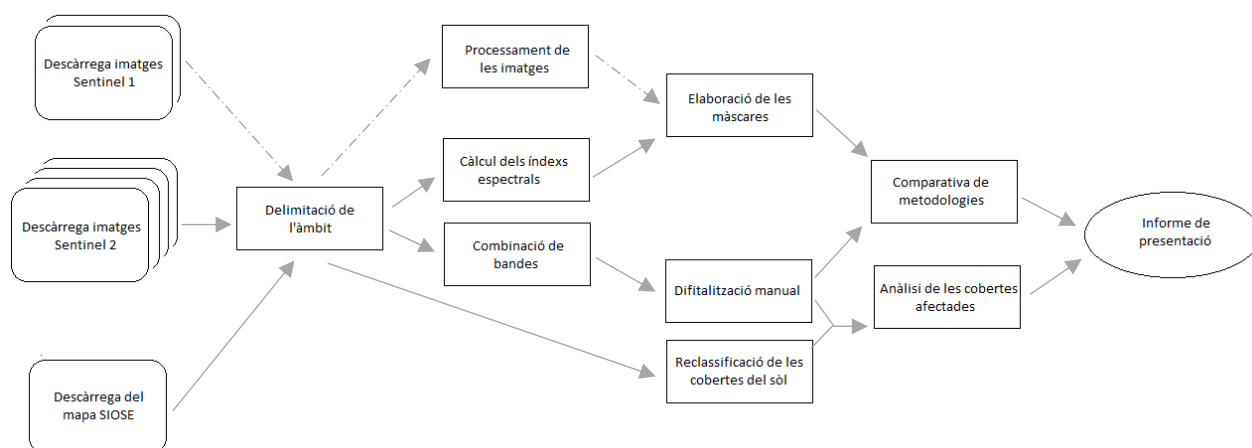 Descàrrega imatges
Sentinel 1
Processament de
les imatges
Elaboració de les
màscares
Càlcul dels índexs
espectrals
Comparativa de
metodologies
Descàrrega imatges
Sentinel 2
Delimitació de
l'àmbit
Informe de
presentació
Combinació de
bandes
Difitalització manual
Anàlisi de les cobertes
afectades
Reclassificació de les
cobertes del sòl
Descàrrega del
mapa SIOSE